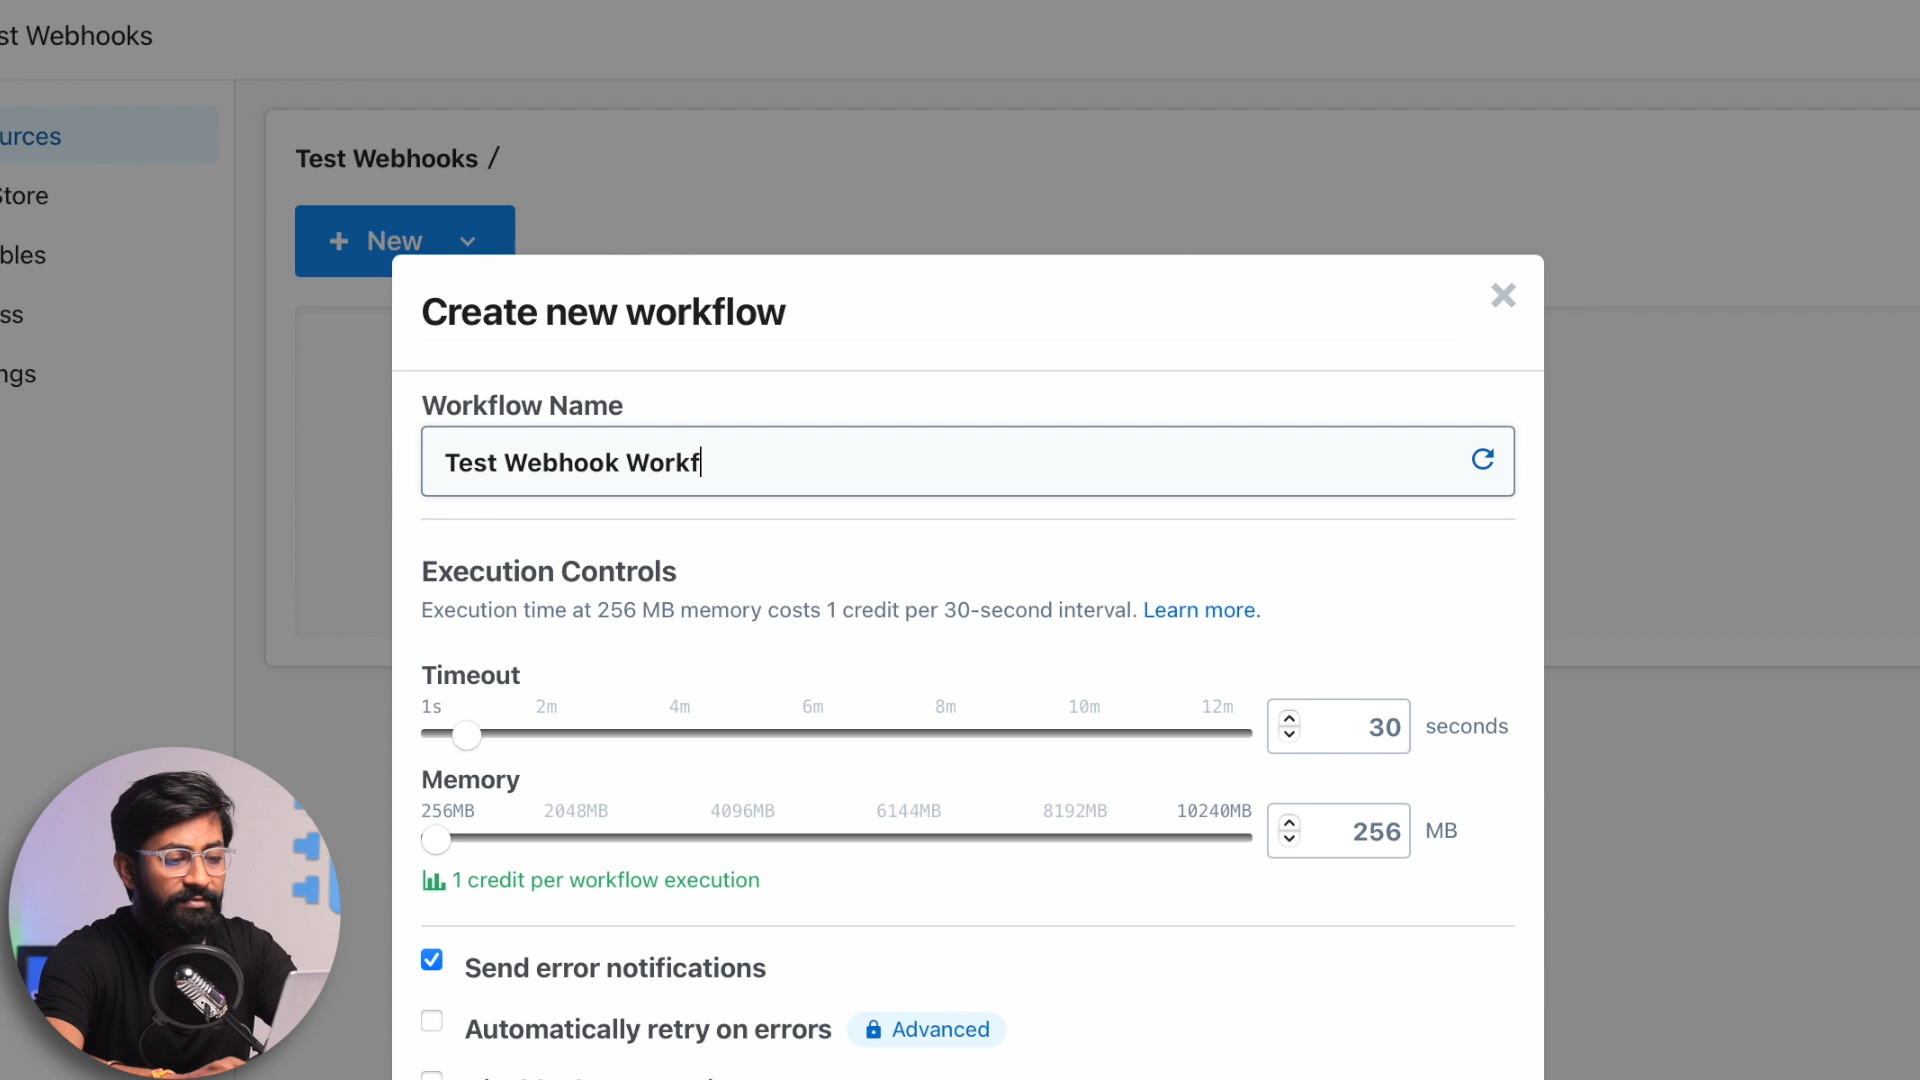 st Webhooks
urces
Store
bles
ss
ngs
Test Webhooks /
+ New
Create new workflow
Workflow Name
Test Webhook Workf
Execution Controls
Execution time at 256 MB memory costs 1 credit per 30-second interval. Learn more.
Timeout
1s 2m 4m 6m 8m 10m 12m
30 seconds
Memory
256MB 2048MB 4096MB 6144MB 8192MB 10240MB
256 MB
1 credit per workflow execution
Send error notifications
Automatically retry on errors Advanced